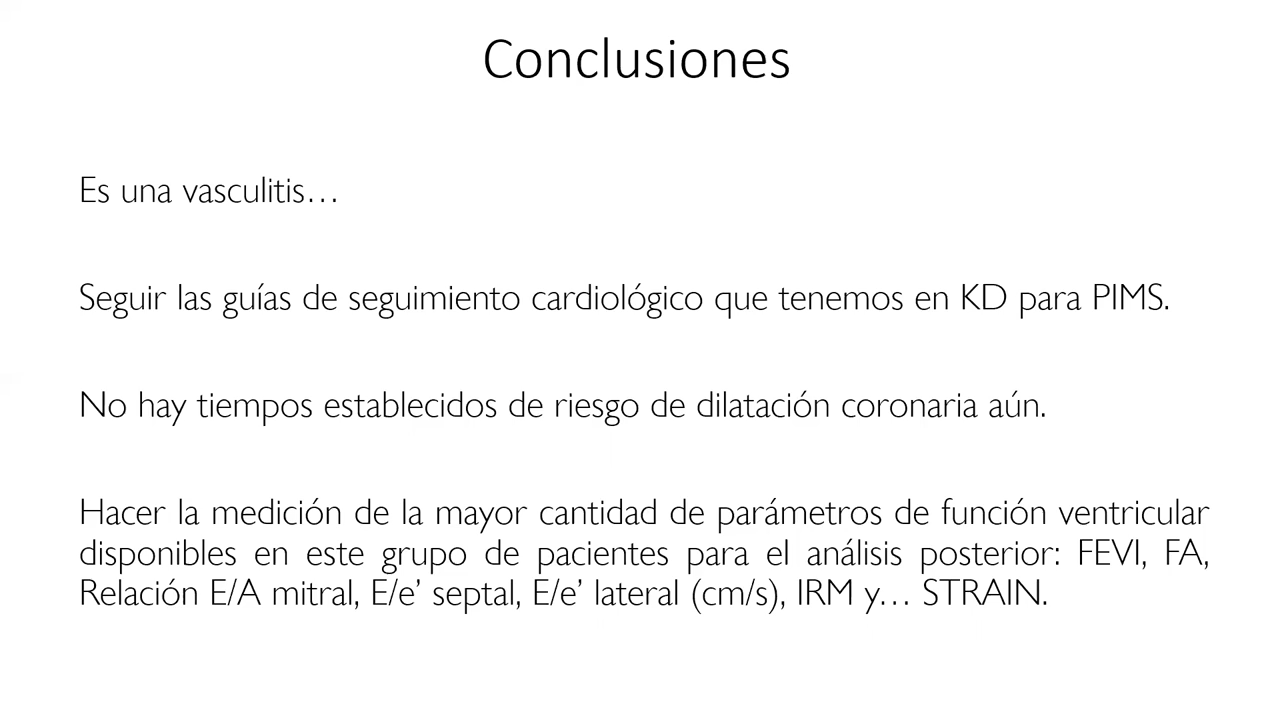 Conclusiones
Es una vasculitis…
Seguir las guías de seguimiento cardiológico que tenemos en KD para PIMS.
No hay tiempos establecidos de riesgo de dilatación coronaria aún.
Hacer la medición de la mayor cantidad de parámetros de función ventricular
disponibles en este grupo de pacientes para el análisis posterior: FEVI, FA,
Relación E/A mitral, E/e’ septal, E/e’ lateral (cm/s), IRM y… STRAIN.